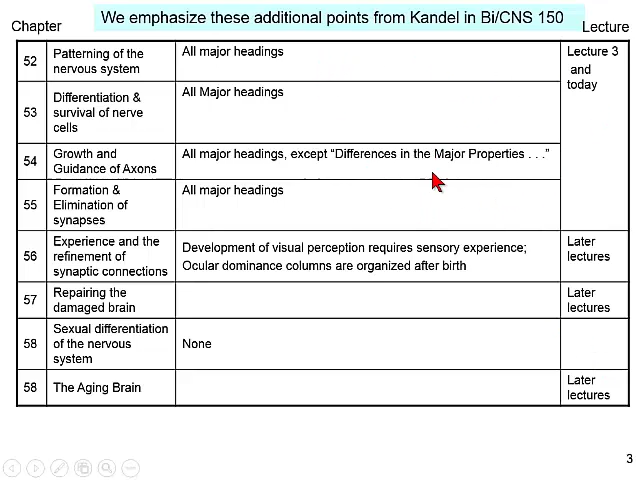 We emphasize these additional points from Kandel in Bi/CNS 150
Chapter
Lecture
52
Patterning of the
nervous system
All major headings
Lecture 3
and
today
53
Differentiation &
survival of nerve
cells
All Major headings
54
Growth and
Guidance of Axons
All major headings, except “Differences in the Major Properties . . .”
55
Formation &
Elimination of
synapses
All major headings
56
Experience and the
refinement of
synaptic connections
Development of visual perception requires sensory experience;
Ocular dominance columns are organized after birth
Later
lectures
57
Repairing the
damaged brain
Later
lectures
58
Sexual differentiation
of the nervous
system
None
58
The Aging Brain
Later
lectures
3